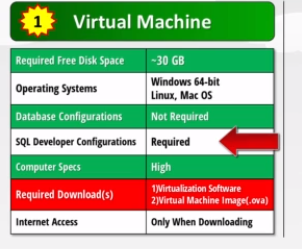 1 Virtual Machine
Required Free Disk Space ~30 GB
Operating Systems Windows 64-bit
Linux, Mac OS
Database Configurations Not Required
SQL Developer Configurations Required
Computer Specs High
Required Download(s) 1)Virtualization Software
2)Virtual Machine Image(.ova)
Internet Access Only When Downloading